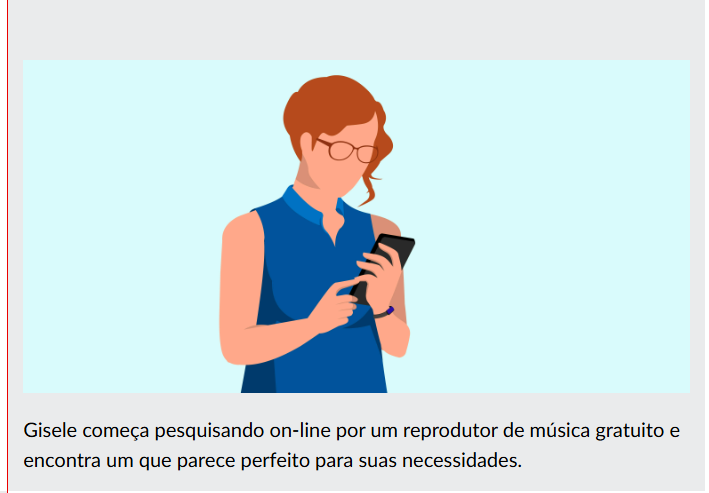 Gisele começa pesquisando on-line por um reprodutor de música gratuito e
encontra um que parece perfeito para suas necessidades.